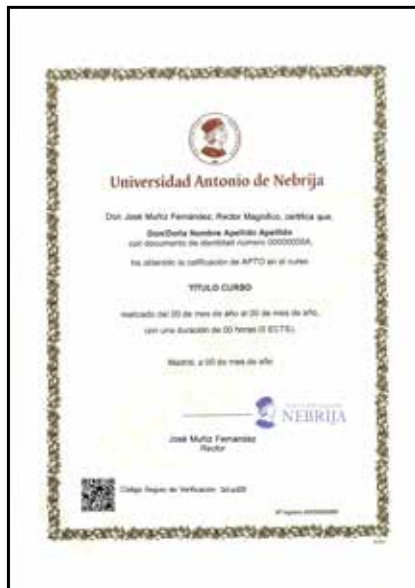 Universidad Antonio de Nebrija
Don José Muñiz Fernández, Rector Magnífico, certifica que,
Don/Doña Nombre Apellido Apellido
con documento de identidad número 00000000A,
ha obtenido la calificación de APTO en el curso
TÍTULO CURSO
realizado del 00 de mes de año al 00 de mes de año,
con una duración de 00 horas (0 ECTS).
Madrid, a 00 de mes de año
UNIVERSIDAD
NEBRIJA
José Muñiz Fernández
Rector
Código Seguro de Verificación